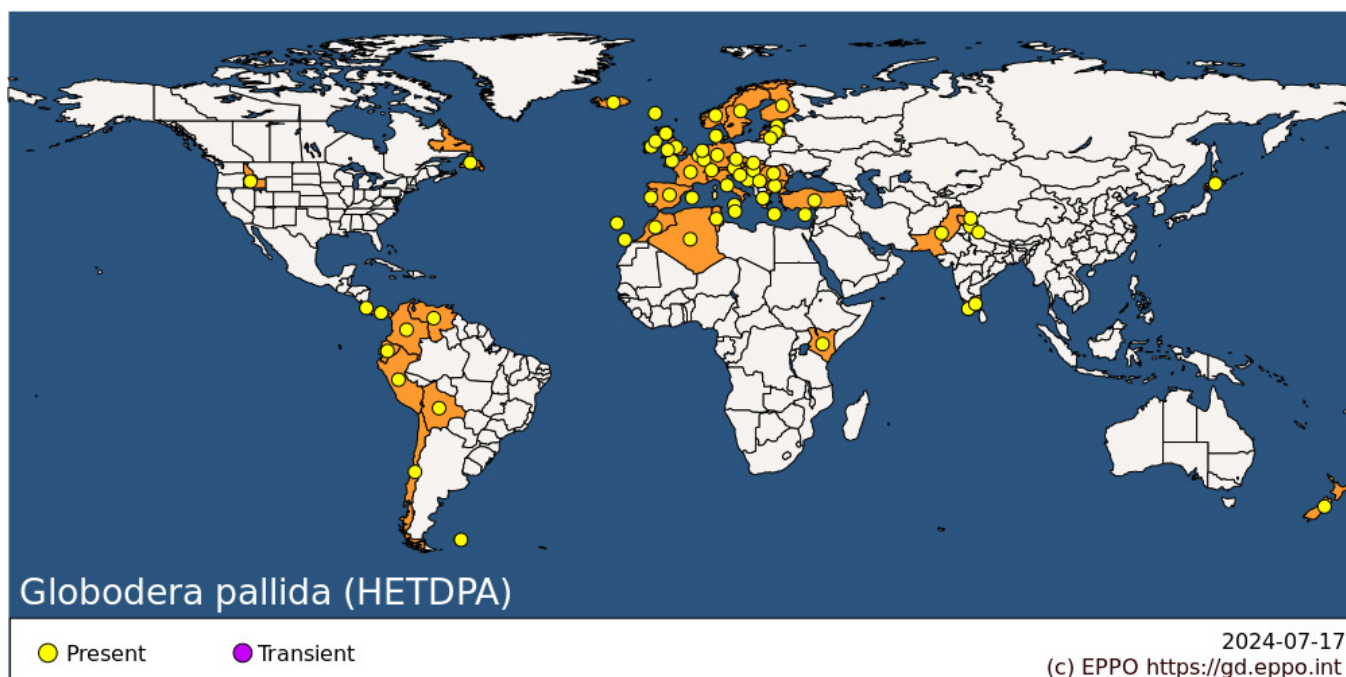 Globodera pallida (HETDPA)
Present
Transient
2024-07-17
(c) EPPO https://gd.eppo.int